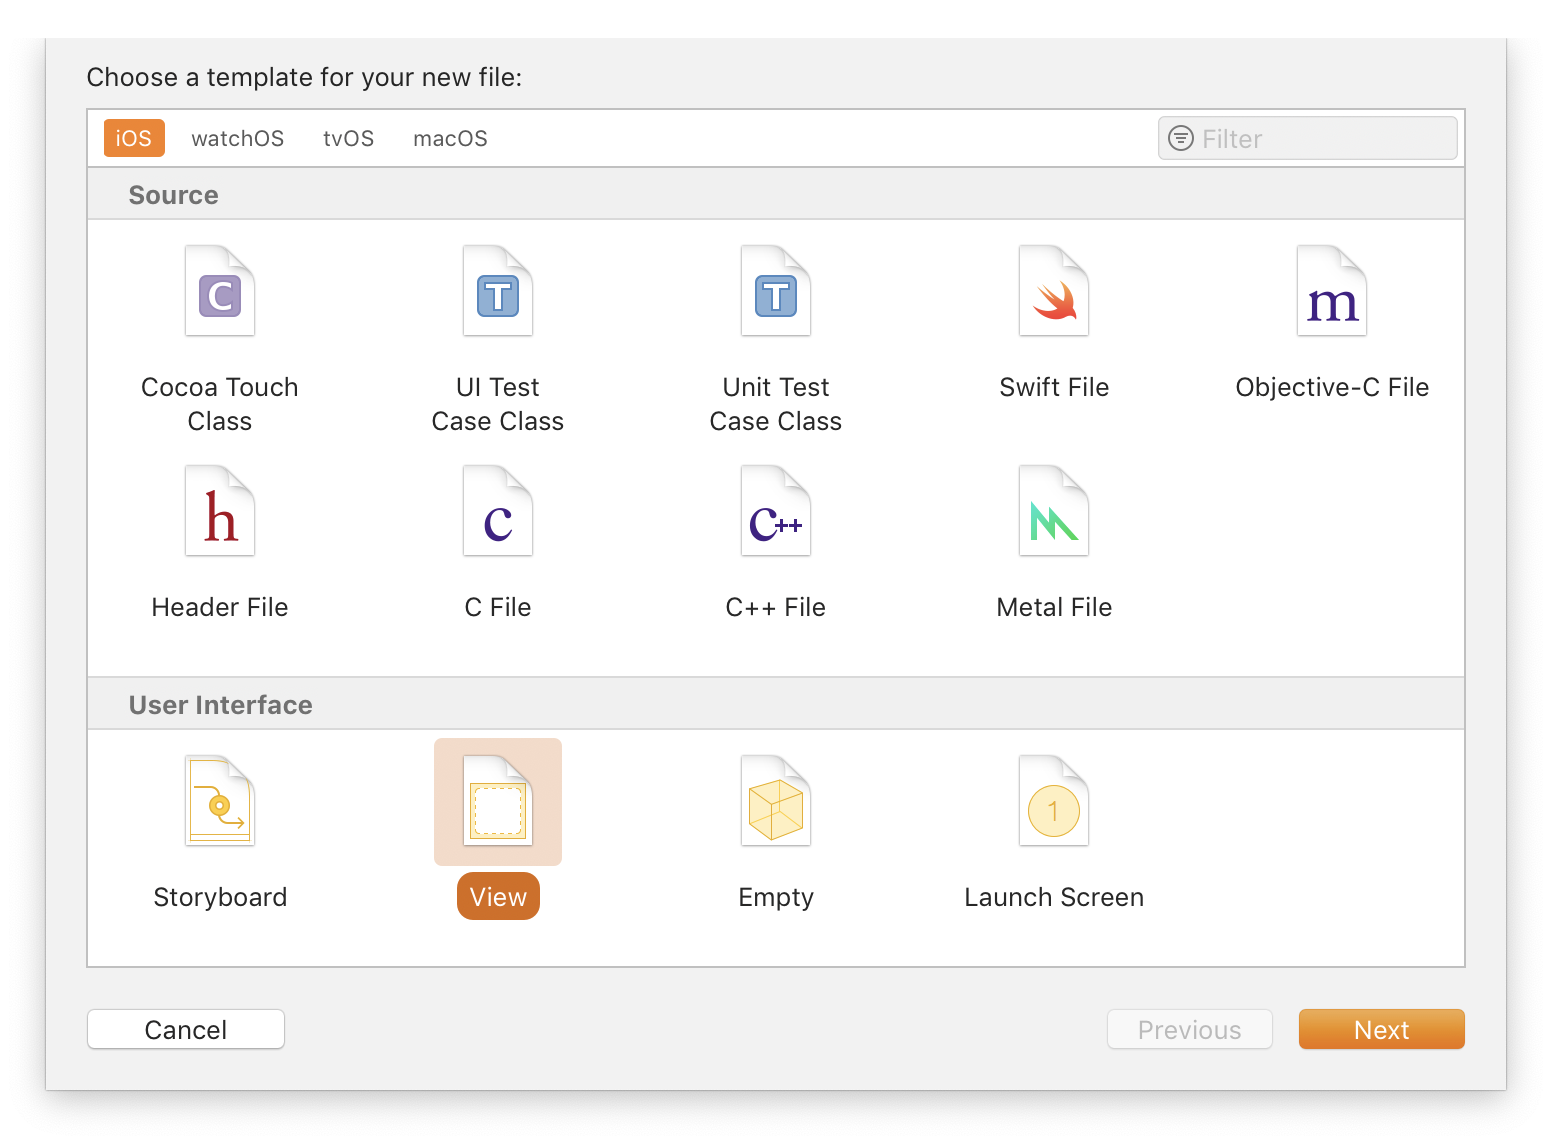 Choose a template for your new file:
iOS watchOS tvOS macOS Filter
Source
C T T m
Cocoa Touch Class
UI Test Case Class
Unit Test Case Class
Swift File
Objective-C File
h c C++
Header File
C File
C++ File
Metal File
User Interface
1
Storyboard
View
Empty
Launch Screen
Cancel Previous Next